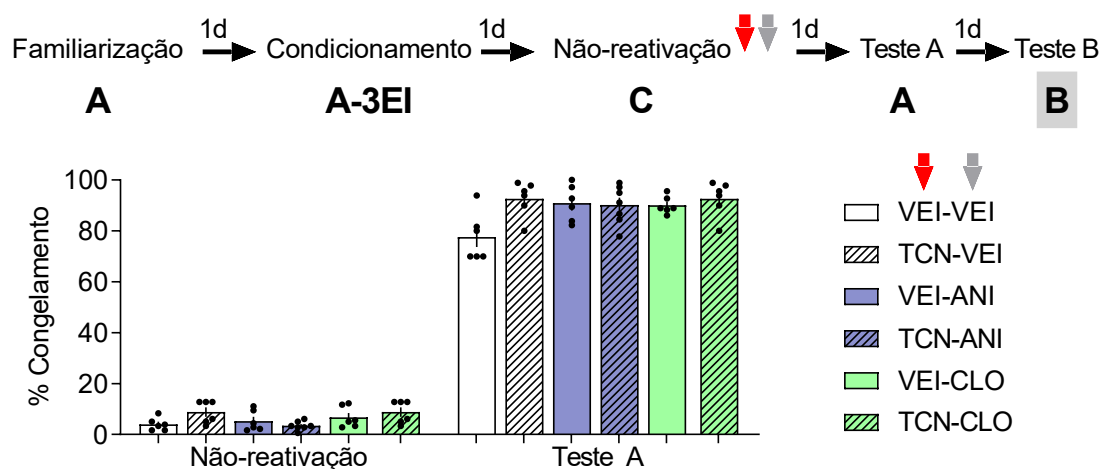 1d 1d 1d 1d
Familiarização Condicionamento Não-reativação Teste A Teste B
A A-3EI C A B
% Congelamento
100
80
60
40
20
0
Não-reativação Teste A
VEI-VEI
TCN-VEI
VEI-ANI
TCN-ANI
VEI-CLO
TCN-CLO